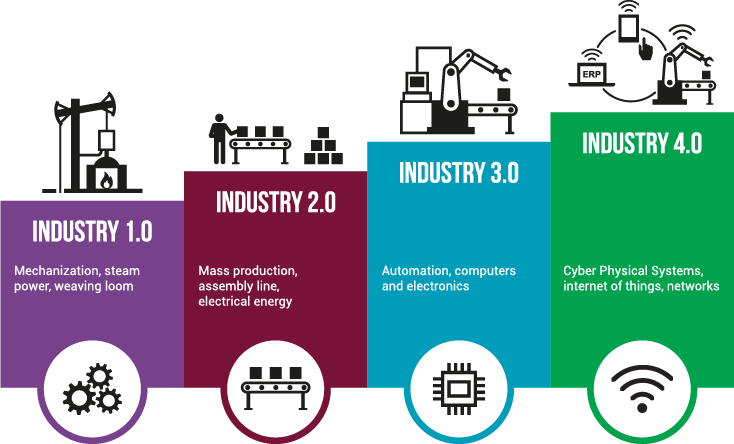 ERP
INDUSTRY 1.0
Mechanization, steam
power, weaving loom
INDUSTRY 2.0
Mass production,
assembly line,
electrical energy
INDUSTRY 3.0
Automation, computers
and electronics
INDUSTRY 4.0
Cyber Physical Systems,
internet of things, networks